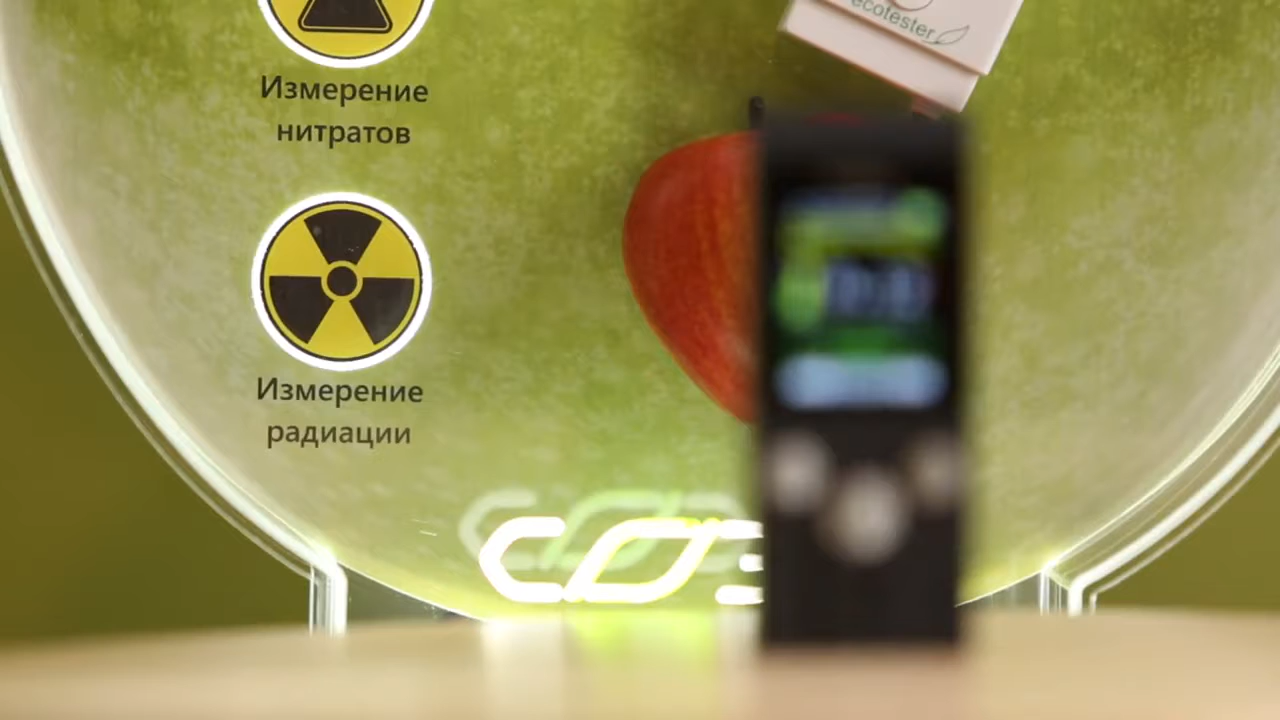 ecotester
Измерение
нитратов
Измерение
радиации